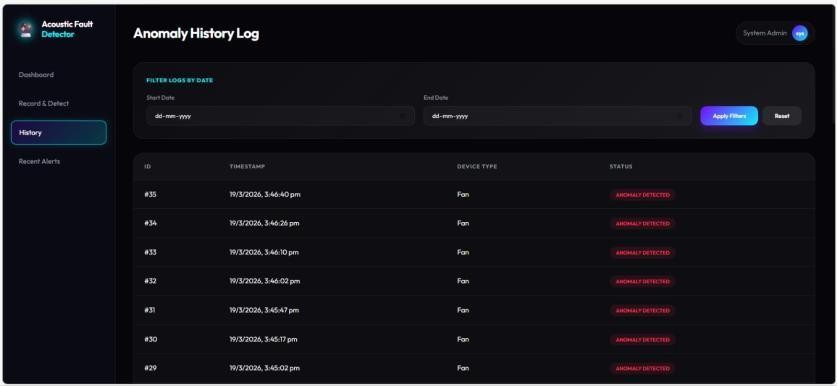 Acoustic Fault
Detector
Dashboard
Record & Detect
History
Recent Alerts
Anomaly History Log
System Admin sys
FILTER LOGS BY DATE
Start Date End Date
dd-mm-yyyy dd-mm-yyyy Apply Filters Reset
ID TIMESTAMP DEVICE TYPE STATUS
#35 19/3/2026, 3:46:40 pm Fan ANOMALY DETECTED
#34 19/3/2026, 3:46:26 pm Fan ANOMALY DETECTED
#33 19/3/2026, 3:46:10 pm Fan ANOMALY DETECTED
#32 19/3/2026, 3:46:02 pm Fan ANOMALY DETECTED
#31 19/3/2026, 3:45:47 pm Fan ANOMALY DETECTED
#30 19/3/2026, 3:45:17 pm Fan ANOMALY DETECTED
#29 19/3/2026, 3:45:02 pm Fan ANOMALY DETECTED